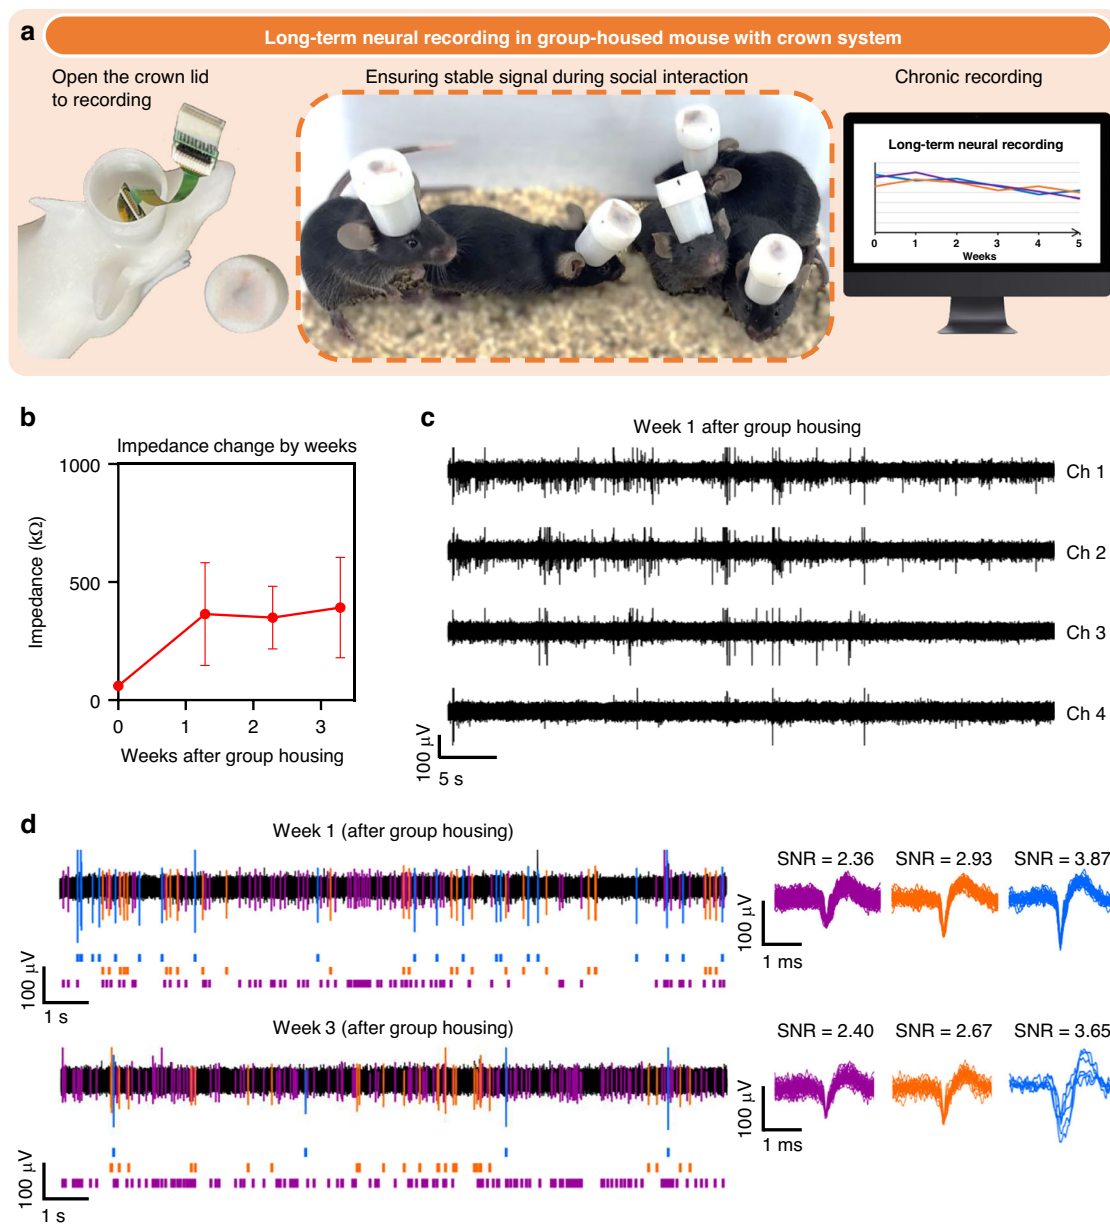 a
Long-term neural recording in group-housed mouse with crown system
Open the crown lid
to recording
Ensuring stable signal during social interaction
Chronic recording
Long-term neural recording
0 1 2 3 4 5
Weeks
b
Impedance change by weeks
1000
500
0
Impedance (kΩ)
0 1 2 3
Weeks after group housing
c
Week 1 after group housing
Ch 1
Ch 2
Ch 3
Ch 4
100 μV
5 s
d
Week 1 (after group housing)
100 μV
1 s
SNR = 2.36 SNR = 2.93 SNR = 3.87
100 μV
1 ms
Week 3 (after group housing)
100 μV
1 s
SNR = 2.40 SNR = 2.67 SNR = 3.65
100 μV
1 ms